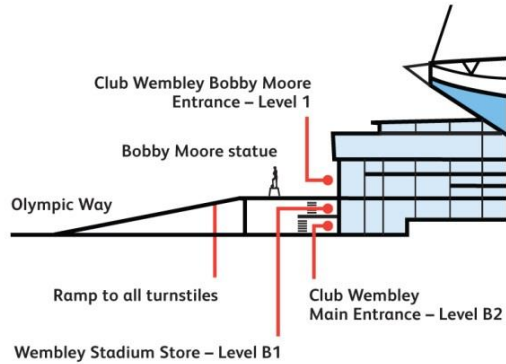 Club Wembley Bobby Moore
Entrance – Level 1
Bobby Moore statue
Olympic Way
Ramp to all turnstiles
Club Wembley
Main Entrance – Level B2
Wembley Stadium Store – Level B1